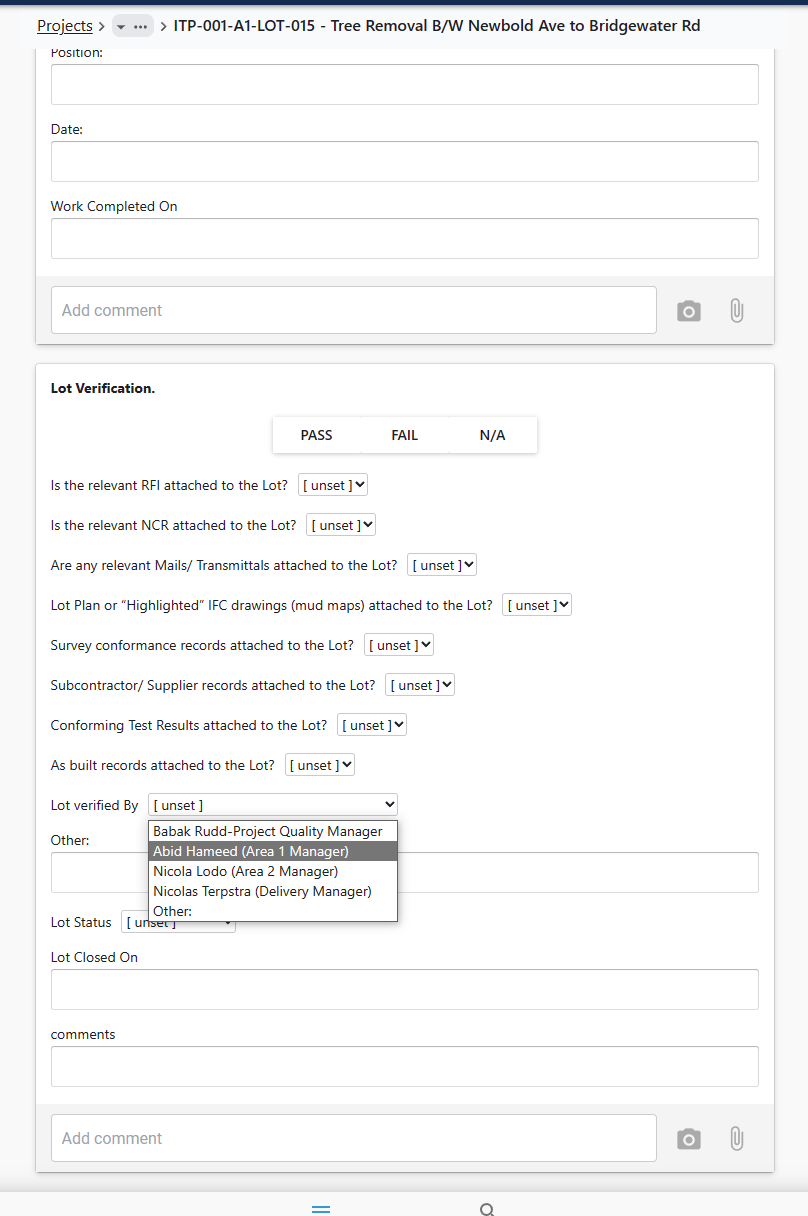 Projects > ... > ITP-001-A1-LOT-015 - Tree Removal B/W Newbold Ave to Bridgewater Rd
Position:
Date:
Work Completed On
Add comment
Lot Verification.
PASS FAIL N/A
Is the relevant RFI attached to the Lot? [ unset ]
Is the relevant NCR attached to the Lot? [ unset ]
Are any relevant Mails/ Transmittals attached to the Lot? [ unset ]
Lot Plan or “Highlighted” IFC drawings (mud maps) attached to the Lot? [ unset ]
Survey conformance records attached to the Lot? [ unset ]
Subcontractor/ Supplier records attached to the Lot? [ unset ]
Conforming Test Results attached to the Lot? [ unset ]
As built records attached to the Lot? [ unset ]
Lot verified By [ unset ]
Babak Rudd-Project Quality Manager
Other:
Abid Hameed (Area 1 Manager)
Nicola Lodo (Area 2 Manager)
Nicolas Terpstra (Delivery Manager)
Other:
Lot Status [ unset ]
Lot Closed On
comments
Add comment